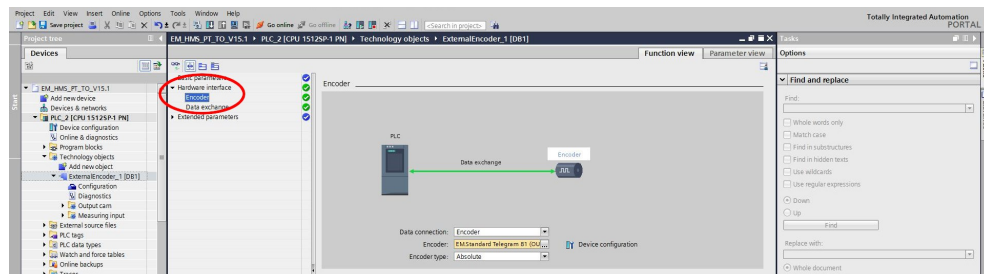 Project Edit View Insert Online Options Tools Window Help
Totally Integrated Automation
PORTAL
Save project Go online Go offline <Search in project>
Project tree
EM_HMS_PT_TO_V15.1 ▸ PLC_2 [CPU 1512SP-1 PN] ▸ Technology objects ▸ ExternalEncoder_1 [DB1]
Tasks
Devices
Function view Parameter view
Options
Find and replace
Find:
Whole words only
Match case
Find in substructures
Find in hidden texts
Use wildcards
Use regular expressions
Down
Up
Find
Replace with:
Whole document
Start
EM_HMS_PT_TO_V15.1
Add new device
Devices & networks
PLC_2 [CPU 1512SP-1 PN]
Device configuration
Online & diagnostics
Program blocks
Technology objects
Add new object
ExternalEncoder_1 [DB1]
Configuration
Diagnostics
Output cam
Measuring input
External source files
PLC tags
PLC data types
Watch and force tables
Online backups
Traces
Basic parameters
Hardware interface
Encoder
Data exchange
Extended parameters
Encoder
PLC
Encoder
Data exchange
Data connection: Encoder
Encoder: EM.Standard Telegram 81 (OU... Device configuration
Encoder type: Absolute